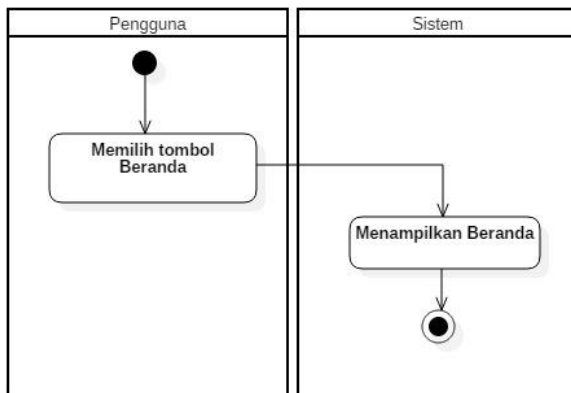 Pengguna
Sistem
Memilih tombol
Beranda
Menampilkan Beranda